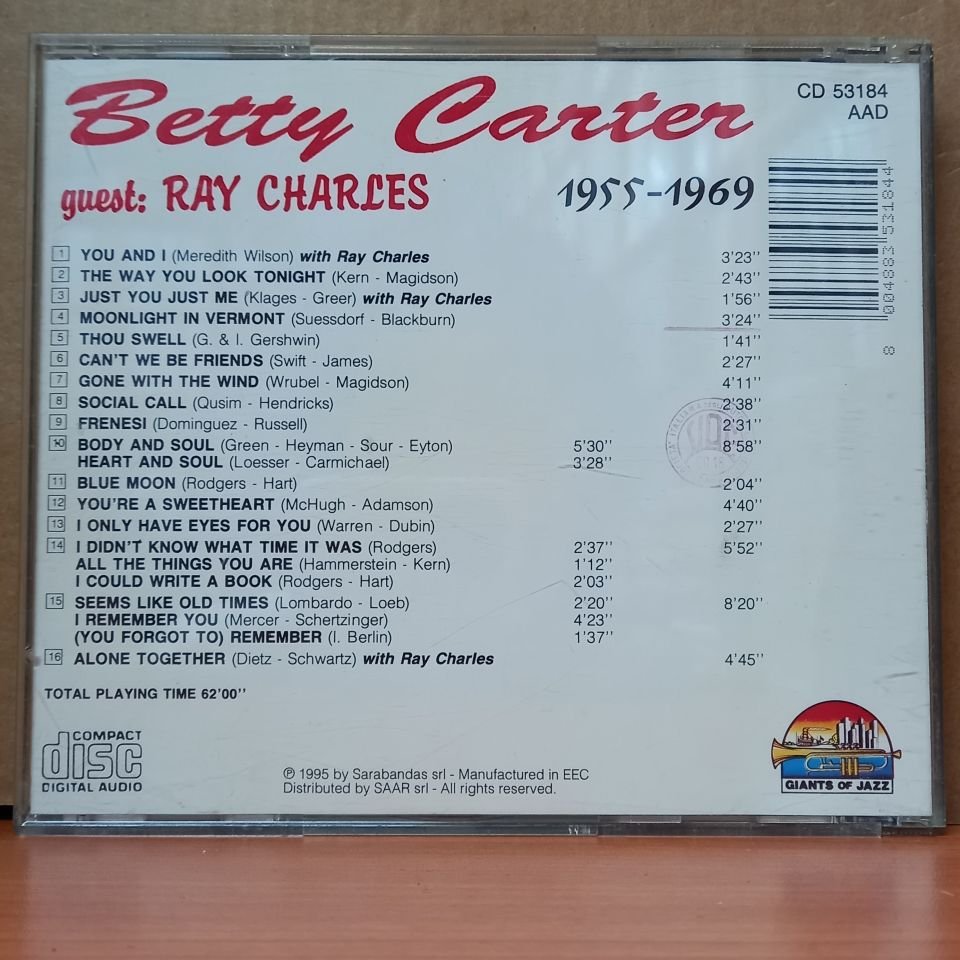 Betty Carter
CD 53184
AAD
guest: RAY CHARLES
1955-1969
8 004883 531844
1 YOU AND I (Meredith Wilson) with Ray Charles 3'23''
2 THE WAY YOU LOOK TONIGHT (Kern - Magidson) 2'43''
3 JUST YOU JUST ME (Klages - Greer) with Ray Charles 1'56''
4 MOONLIGHT IN VERMONT (Suessdorf - Blackburn) 3'24''
5 THOU SWELL (G. & I. Gershwin) 1'41''
6 CAN'T WE BE FRIENDS (Swift - James) 2'27''
7 GONE WITH THE WIND (Wrubel - Magidson) 4'11''
8 SOCIAL CALL (Qusim - Hendricks) 2'38''
9 FRENESI (Dominguez - Russell) 2'31''
10 BODY AND SOUL (Green - Heyman - Sour - Eyton) 5'30'' 8'58''
HEART AND SOUL (Loesser - Carmichael) 3'28''
11 BLUE MOON (Rodgers - Hart) 2'04''
12 YOU'RE A SWEETHEART (McHugh - Adamson) 4'40''
13 I ONLY HAVE EYES FOR YOU (Warren - Dubin) 2'27''
14 I DIDN'T KNOW WHAT TIME IT WAS (Rodgers) 2'37'' 5'52''
ALL THE THINGS YOU ARE (Hammerstein - Kern) 1'12''
I COULD WRITE A BOOK (Rodgers - Hart) 2'03''
15 SEEMS LIKE OLD TIMES (Lombardo - Loeb) 2'20'' 8'20''
I REMEMBER YOU (Mercer - Schertzinger) 4'23''
(YOU FORGOT TO) REMEMBER (I. Berlin) 1'37''
16 ALONE TOGETHER (Dietz - Schwartz) with Ray Charles 4'45''
TOTAL PLAYING TIME 62'00''
COMPACT
disc
DIGITAL AUDIO
℗ 1995 by Sarabandas srl - Manufactured in EEC
Distributed by SAAR srl - All rights reserved.
GIANTS OF JAZZ